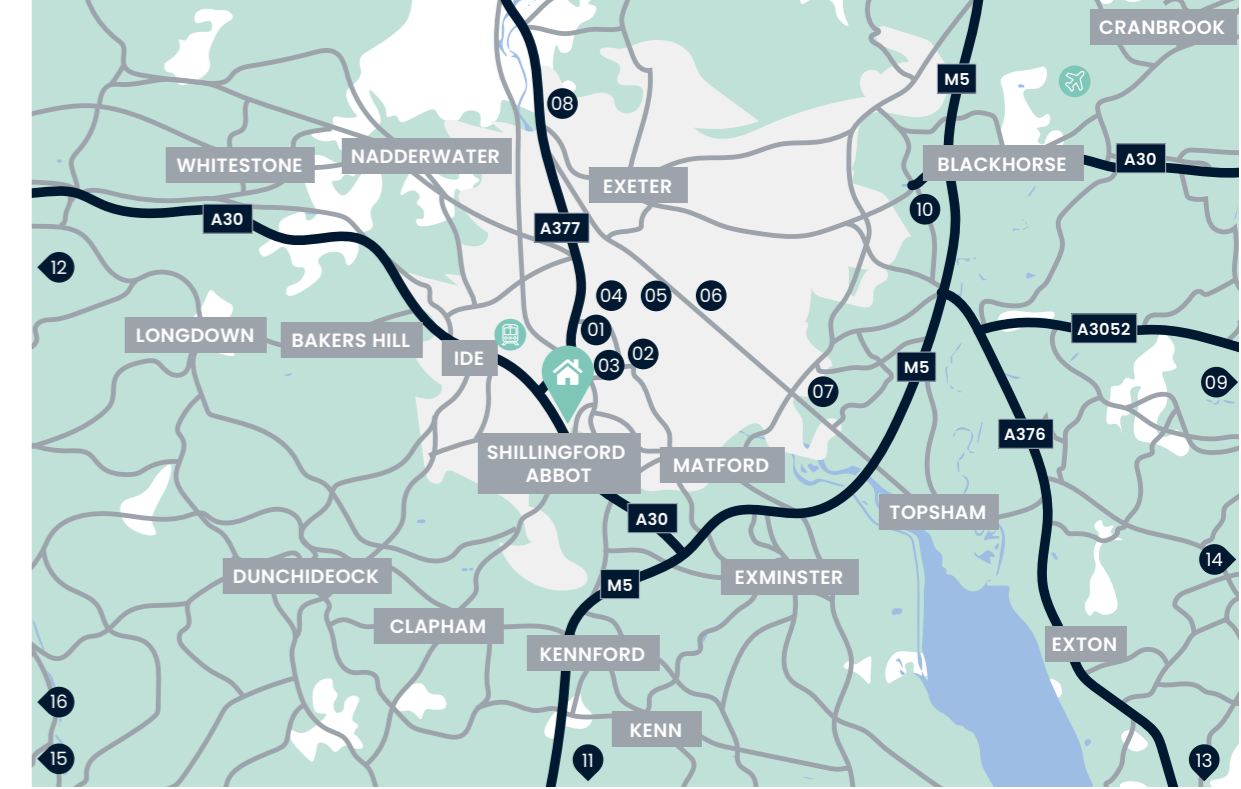 CRANBROOK
M5
08
NADDERWATER
WHITESTONE
BLACKHORSE
A30
EXETER
10
A30
A377
12
04
05
06
01
A3052
LONGDOWN
BAKERS HILL
IDE
02
03
M5
09
07
A376
SHILLINGFORD
ABBOT
MATFORD
TOPSHAM
A30
14
DUNCHIDEOCK
M5
EXMINSTER
CLAPHAM
KENNFORD
EXTON
16
KENN
15
11
13